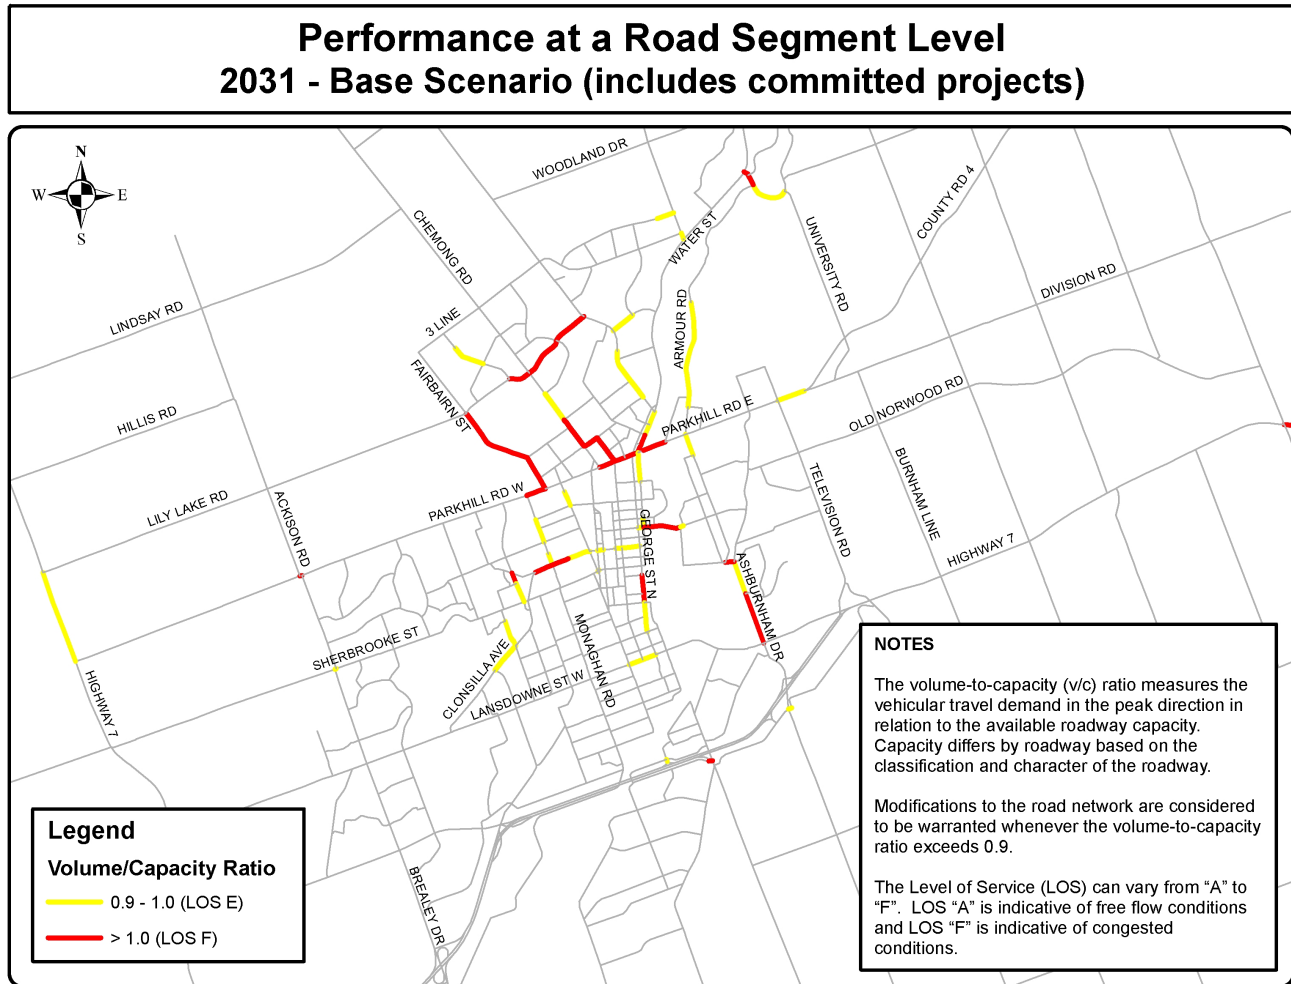 Performance at a Road Segment Level
2031 - Base Scenario (includes committed projects)
N
W
E
S
WOODLAND DR
CHEMONG RD
WATER ST
UNIVERSITY RD
COUNTY RD 4
DIVISION RD
LINDSAY RD
3 LINE
ARMOUR RD
FAIRBAIRN ST
HILLIS RD
PARKHILL RD E
OLD NORWOOD RD
LILY LAKE RD
ACKISON RD
PARKHILL RD W
GEORGE ST N
TELEVISION RD
BURNHAM LINE
HIGHWAY 7
ASHBURNHAM DR
SHERBROOKE ST
CLONSILLA AVE
MONAGHAN RD
LANSDOWNE ST W
HIGHWAY 7
BREALEY DR
NOTES
The volume-to-capacity (v/c) ratio measures the
vehicular travel demand in the peak direction in
relation to the available roadway capacity.
Capacity differs by roadway based on the
classification and character of the roadway.
Modifications to the road network are considered
to be warranted whenever the volume-to-capacity
ratio exceeds 0.9.
The Level of Service (LOS) can vary from “A” to
“F”.  LOS “A” is indicative of free flow conditions
and LOS “F” is indicative of congested
conditions.
Legend
Volume/Capacity Ratio
0.9 - 1.0 (LOS E)
> 1.0 (LOS F)